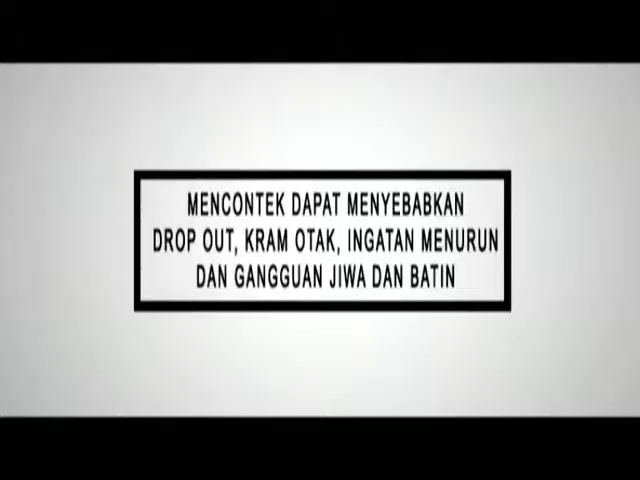 MENCONTEK DAPAT MENYEBABKAN
DROP OUT, KRAM OTAK, INGATAN MENURUN
DAN GANGGUAN JIWA DAN BATIN